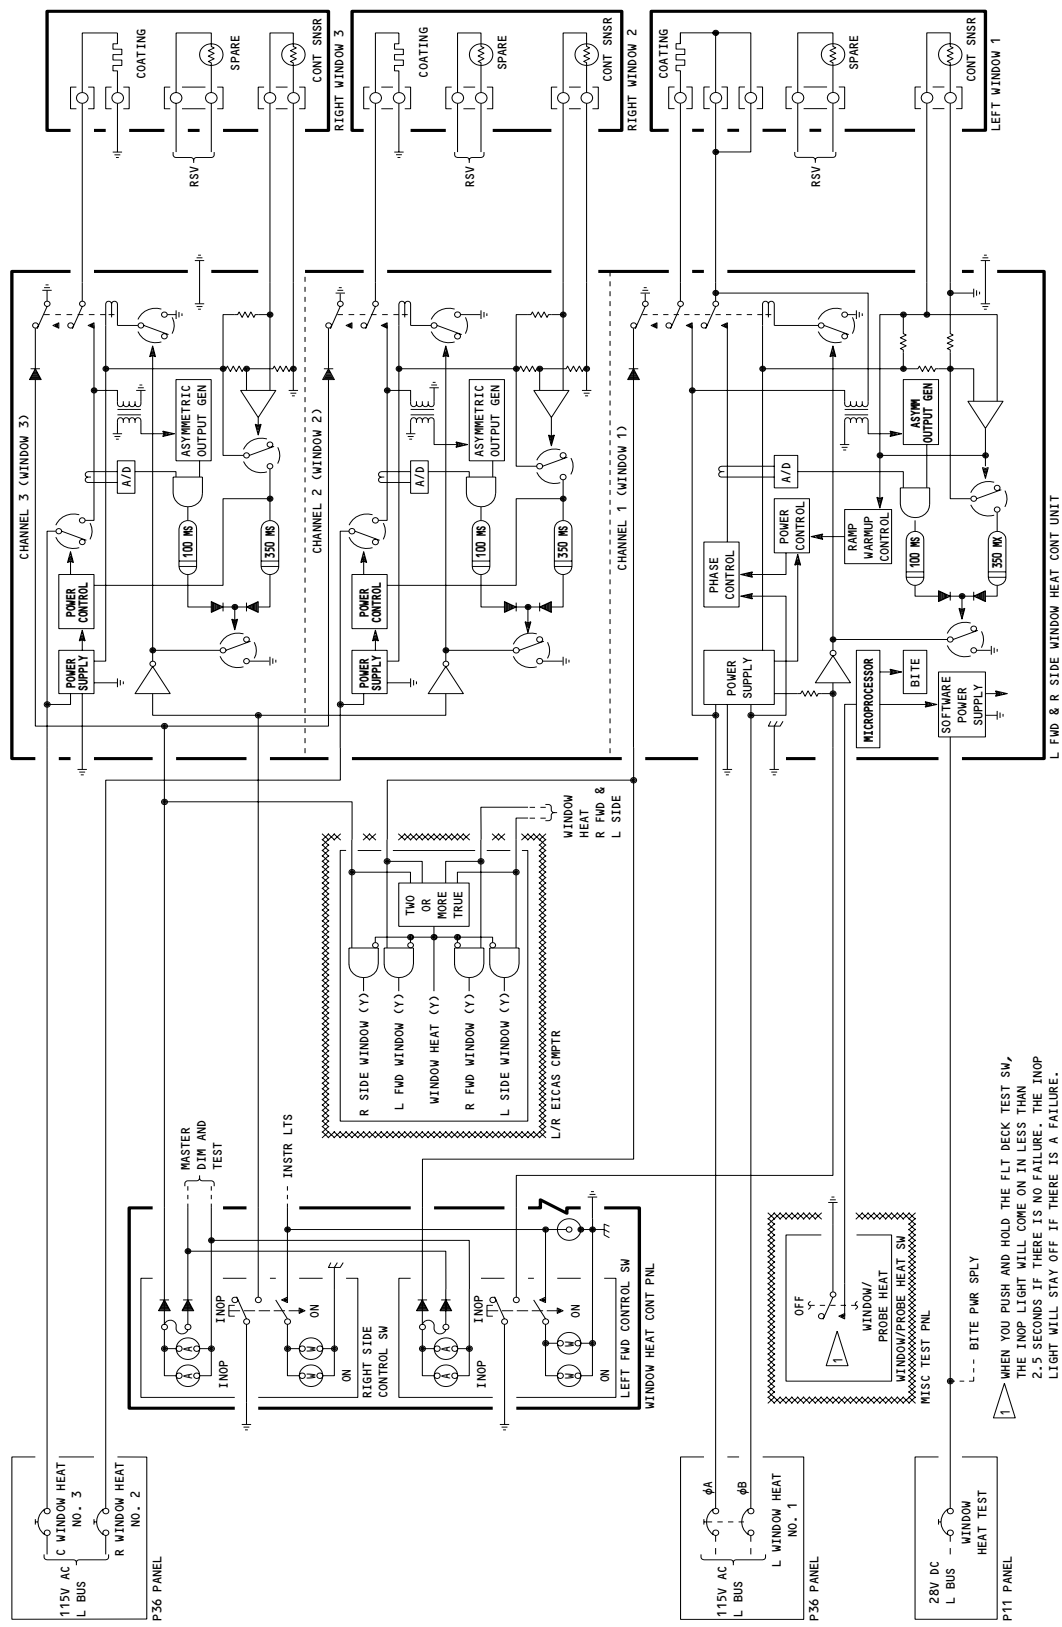 C WINDOW HEAT
NO. 3
R WINDOW HEAT
NO. 2
115V AC
L BUS
P36 PANEL
ΦA
ΦB
L WINDOW HEAT
NO. 1
115V AC
L BUS
P36 PANEL
28V DC
L BUS
WINDOW
HEAT TEST
P11 PANEL
BITE PWR SPLY
MASTER
DIM AND
TEST
INSTR LTS
A
A
INOP
INOP
W
W
ON
ON
RIGHT SIDE
CONTROL SW
A
A
INOP
INOP
W
W
ON
ON
LEFT FWD CONTROL SW
WINDOW HEAT CONT PNL
OFF
1
WINDOW/
PROBE HEAT
WINDOW/PROBE HEAT SW
MISC TEST PNL
1
WHEN YOU PUSH AND HOLD THE FLT DECK TEST SW,
THE INOP LIGHT WILL COME ON IN LESS THAN
2.5 SECONDS IF THERE IS NO FAILURE. THE INOP
LIGHT WILL STAY OFF IF THERE IS A FAILURE.
R SIDE WINDOW (Y)
L FWD WINDOW (Y)
WINDOW HEAT (Y)
R FWD WINDOW (Y)
L SIDE WINDOW (Y)
TWO
OR
MORE
TRUE
L/R EICAS CMPTR
WINDOW
HEAT
R FWD &
L SIDE
CHANNEL 3 (WINDOW 3)
POWER
SUPPLY
POWER
CONTROL
A/D
100 MS
350 MS
ASYMMETRIC
OUTPUT GEN
CHANNEL 2 (WINDOW 2)
POWER
SUPPLY
POWER
CONTROL
A/D
100 MS
350 MS
ASYMMETRIC
OUTPUT GEN
CHANNEL 1 (WINDOW 1)
POWER
SUPPLY
PHASE
CONTROL
POWER
CONTROL
RAMP
WARMUP
CONTROL
A/D
100 MS
350 MX
ASYMM
OUTPUT GEN
MICROPROCESSOR
BITE
SOFTWARE
POWER
SUPPLY
L FWD & R SIDE WINDOW HEAT CONT UNIT
COATING
RSV
SPARE
CONT SNSR
RIGHT WINDOW 3
COATING
RSV
SPARE
CONT SNSR
RIGHT WINDOW 2
COATING
RSV
SPARE
CONT SNSR
LEFT WINDOW 1